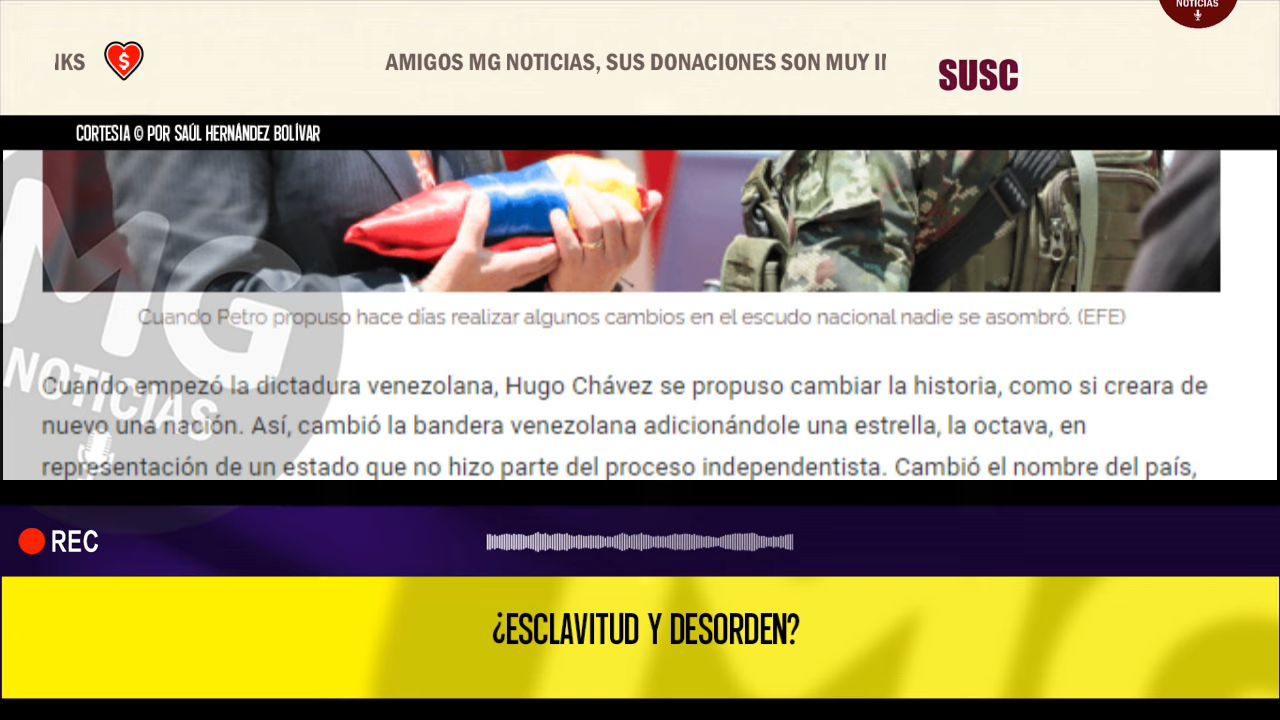 NOTICIAS
IKS
AMIGOS MG NOTICIAS, SUS DONACIONES SON MUY
SUSC
CORTESIA © POR SAÚL HERNÁNDEZ BOLÍVAR
Cuando Petro propuso hace días realizar algunos cambios en el escudo nacional nadie se asombró. (EFE)
Cuando empezó la dictadura venezolana, Hugo Chávez se propuso cambiar la historia, como si creara de
nuevo una nación. Así, cambió la bandera venezolana adicionándole una estrella, la octava, en
representación de un estado que no hizo parte del proceso independentista. Cambió el nombre del país,
MG
NOTICIAS
REC
¿ESCLAVITUD Y DESORDEN?